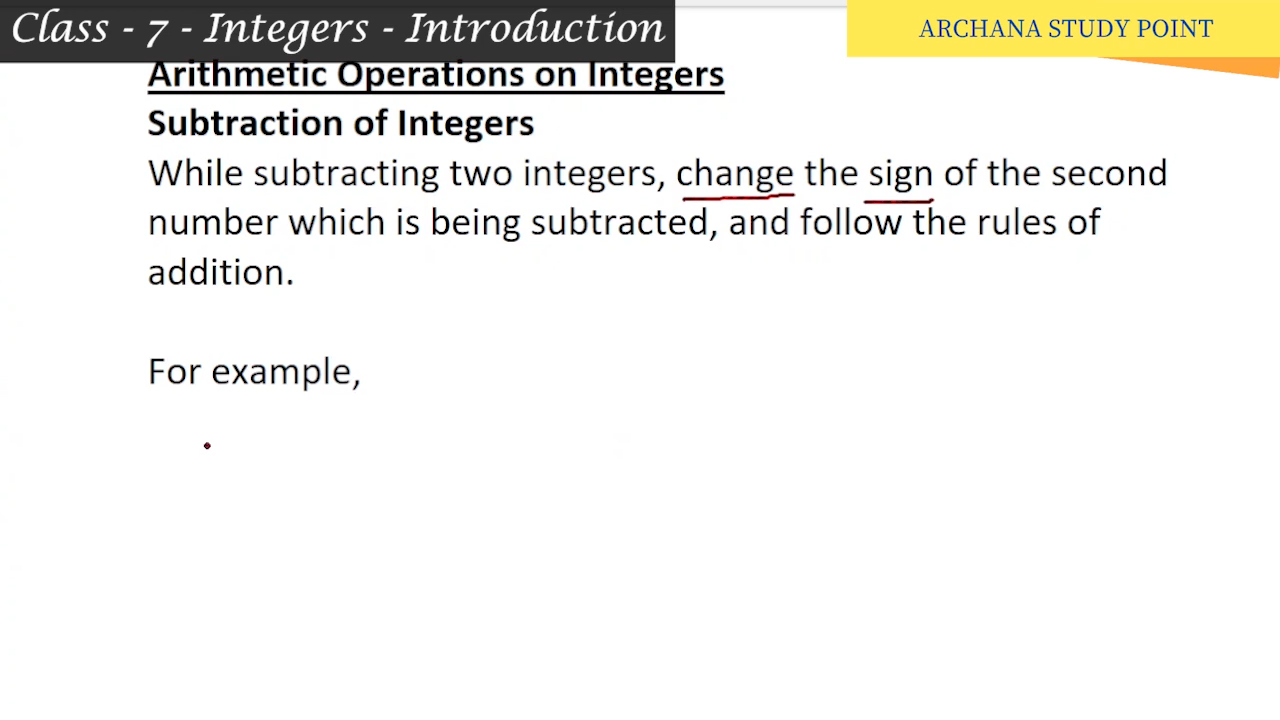 Class - 7 - Integers - Introduction
ARCHANA STUDY POINT
Arithmetic Operations on Integers
Subtraction of Integers
While subtracting two integers, change the sign of the second
number which is being subtracted, and follow the rules of
addition.
For example,